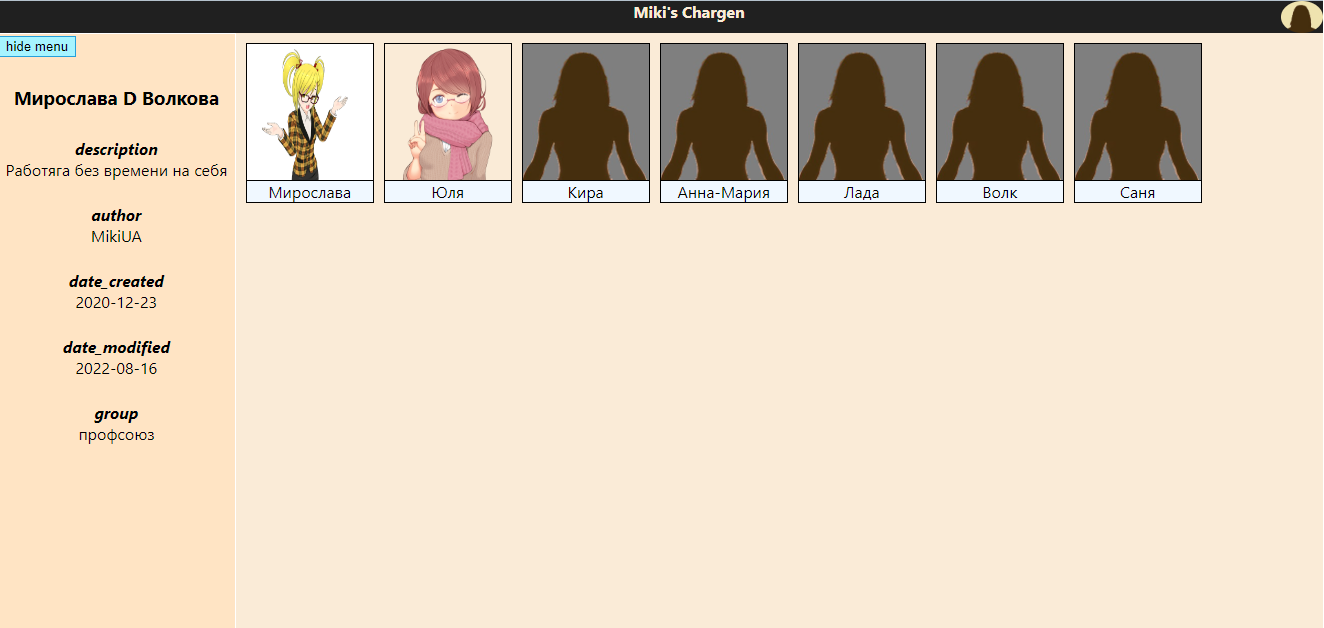 Miki's Chargen
hide menu
Мирослава D Волкова
description
Работяга без времени на себя
author
MikiUA
date_created
2020-12-23
date_modified
2022-08-16
group
профсоюз
Мирослава
Юля
Кира
Анна-Мария
Лада
Волк
Саня